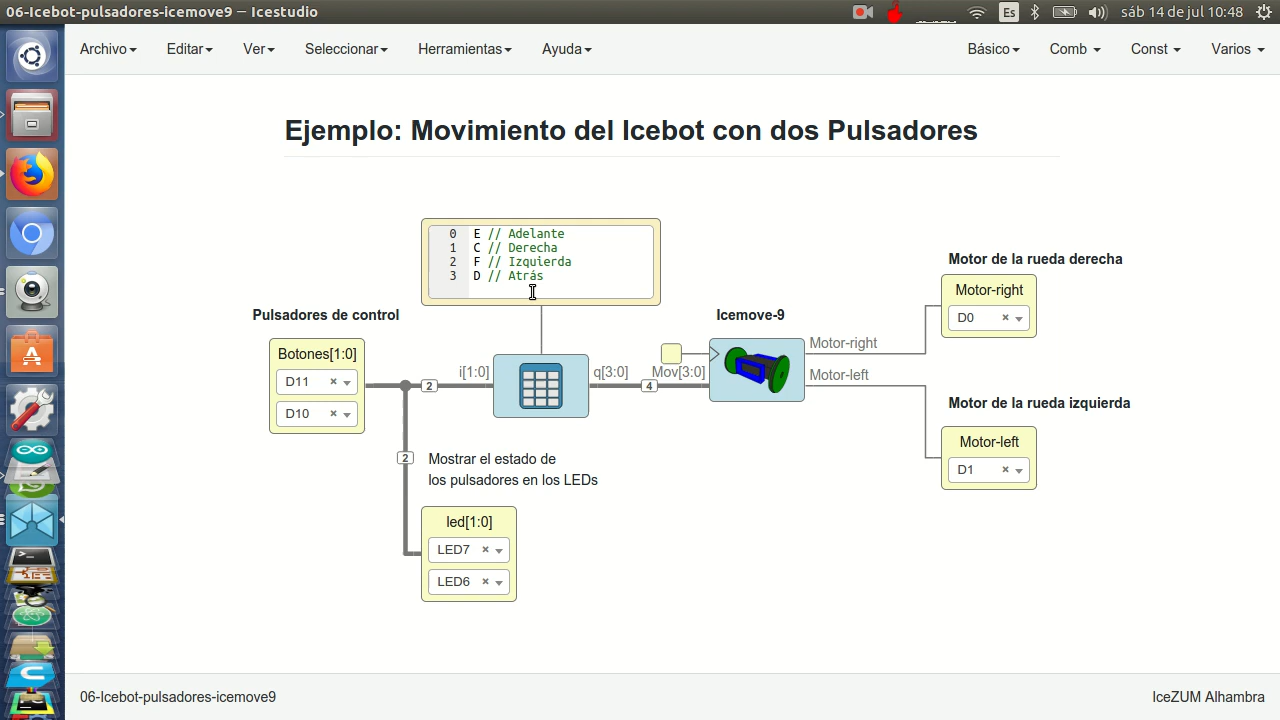 06-Icebot-pulsadores-icemove9 – Icestudio
Es
sáb 14 de jul 10:48
Archivo Editar Ver Seleccionar Herramientas Ayuda
Básico Comb Const Varios
Ejemplo: Movimiento del Icebot con dos Pulsadores
0 E // Adelante
1 C // Derecha
2 F // Izquierda
3 D // Atrás
Motor de la rueda derecha
Motor-right
D0
Pulsadores de control
Botones[1:0]
D11
D10
2
i[1:0]
q[3:0]
4
Icemove-9
Mov[3:0]
Motor-right
Motor-left
Motor de la rueda izquierda
Motor-left
D1
2
Mostrar el estado de
los pulsadores en los LEDs
led[1:0]
LED7
LED6
06-Icebot-pulsadores-icemove9
IceZUM Alhambra